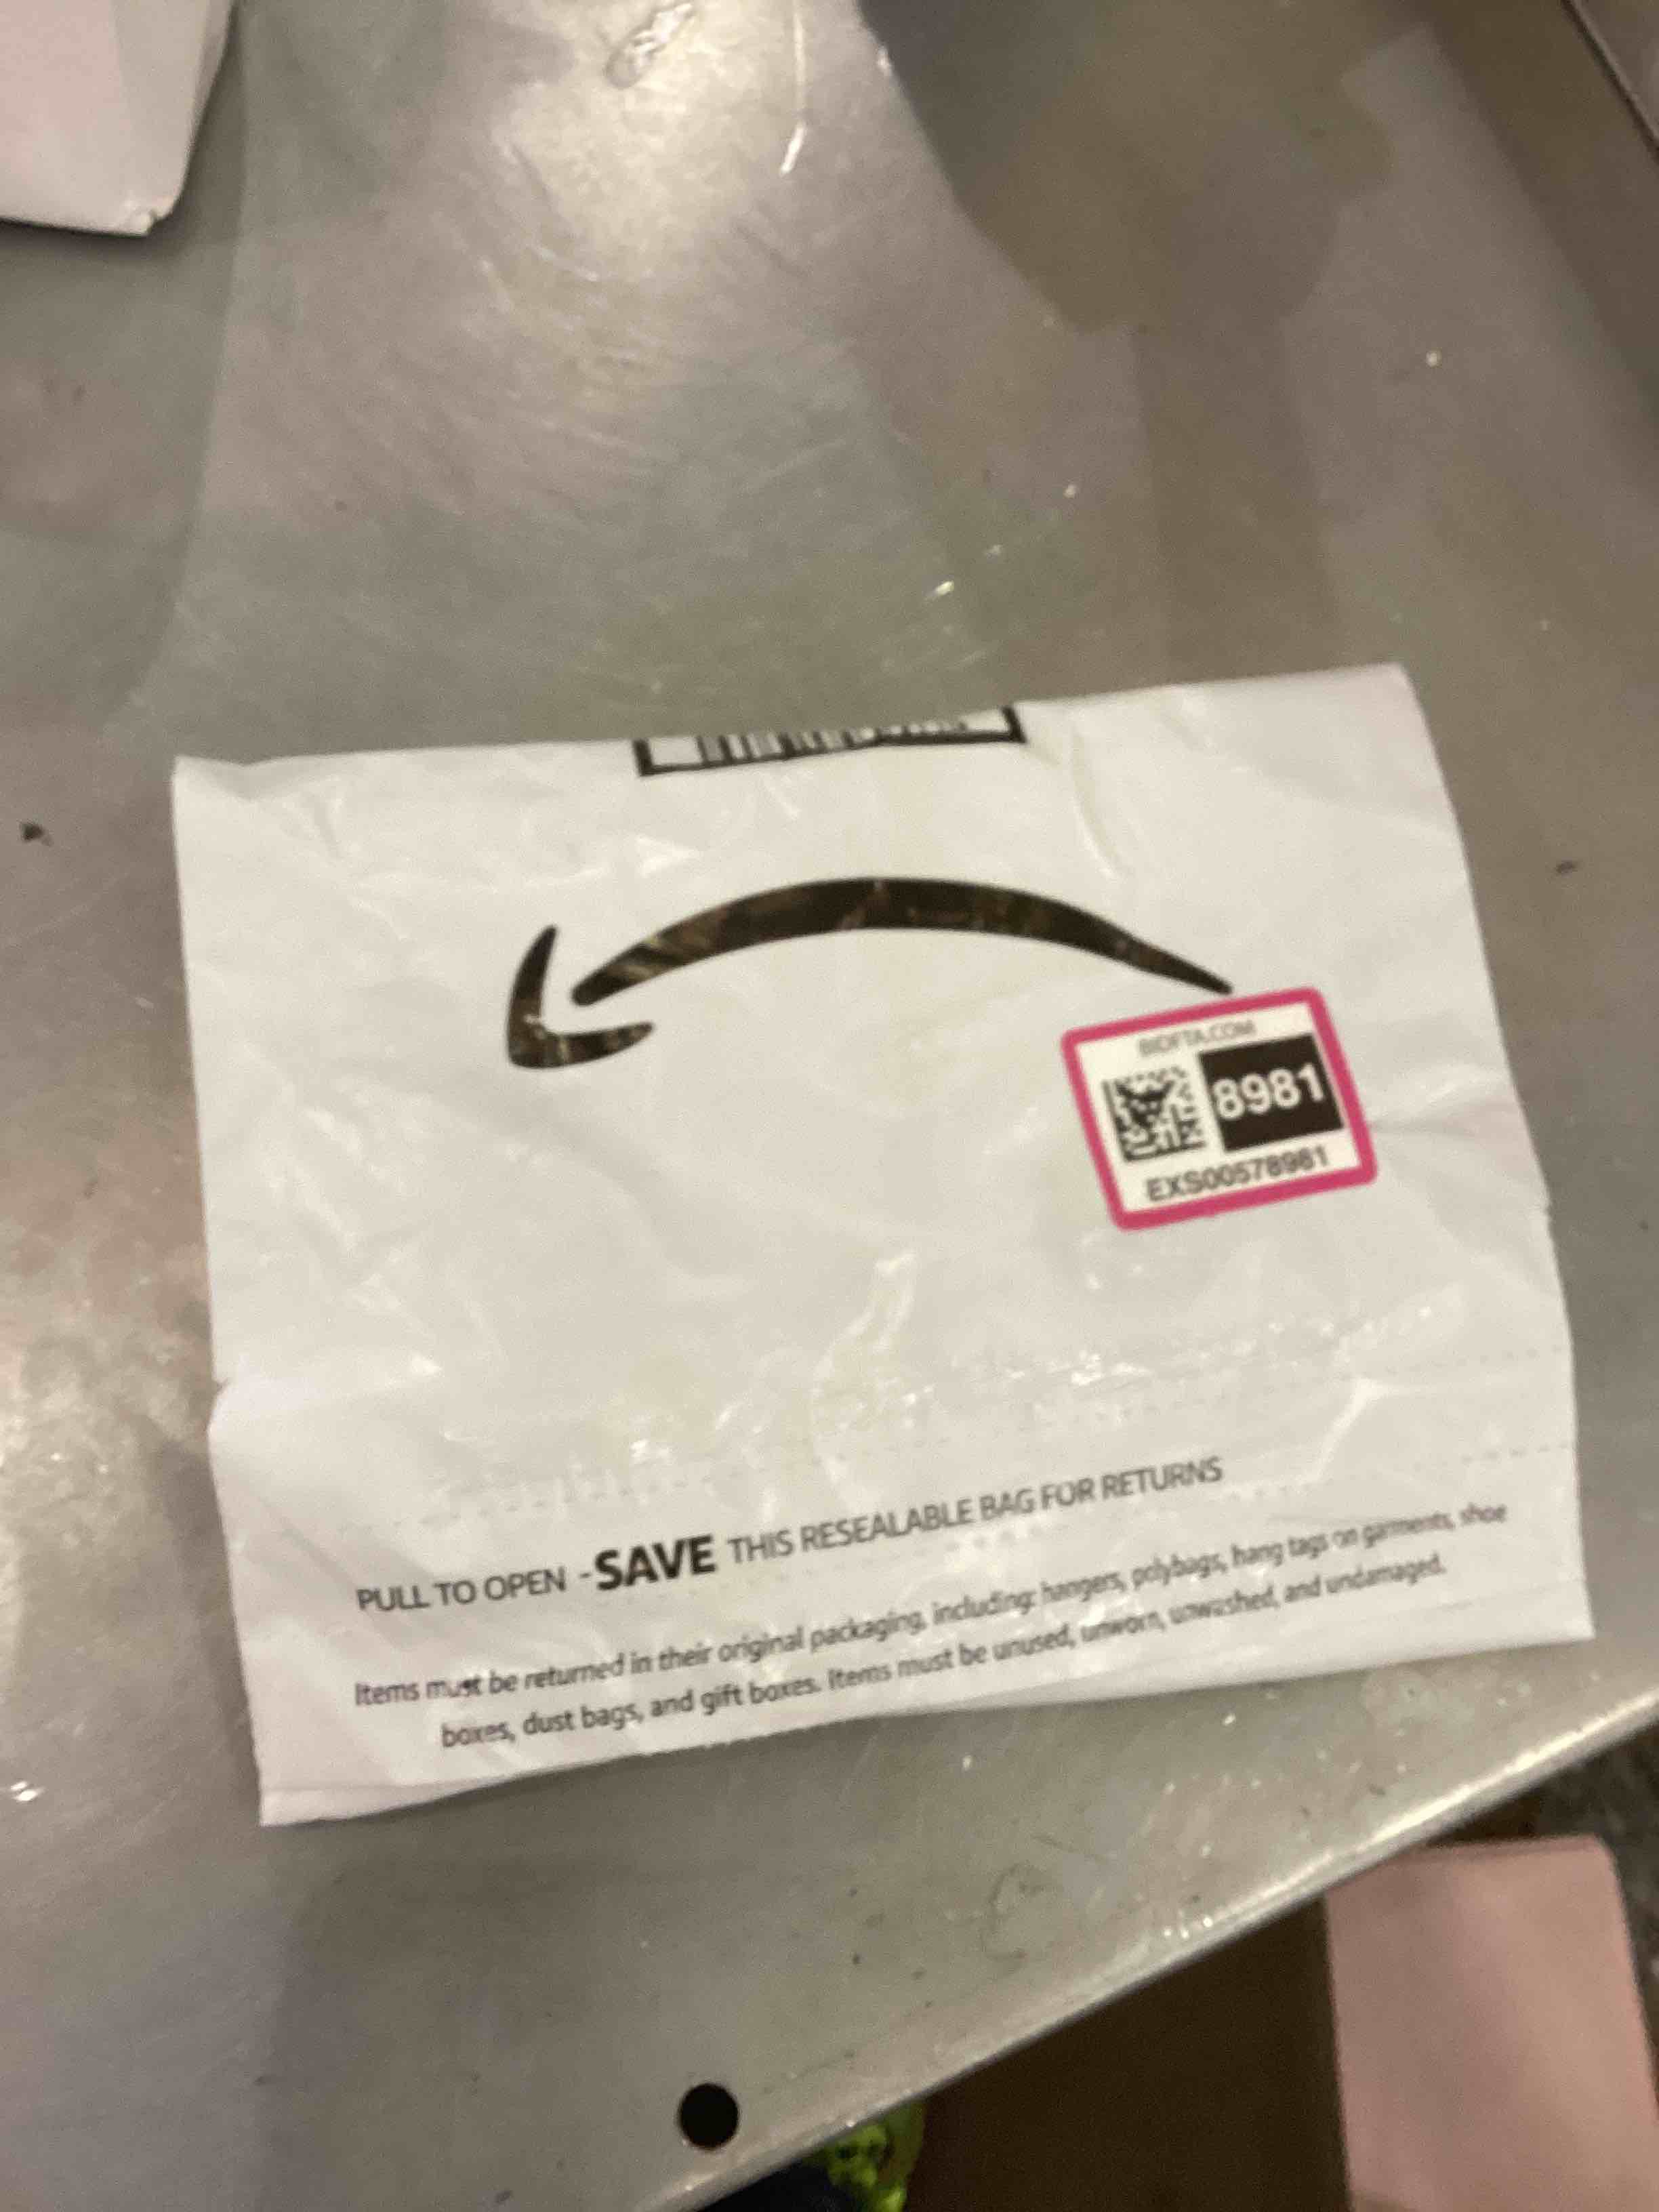 BIDFTA.COM
8981
EXS00578981
PULL TO OPEN - SAVE THIS RESEALABLE BAG FOR RETURNS
Items must be returned in their original packaging, including: hangers, polybags, hang tags on garments, shoe
boxes, dust bags, and gift boxes. Items must be unused, unworn, unwashed, and undamaged.